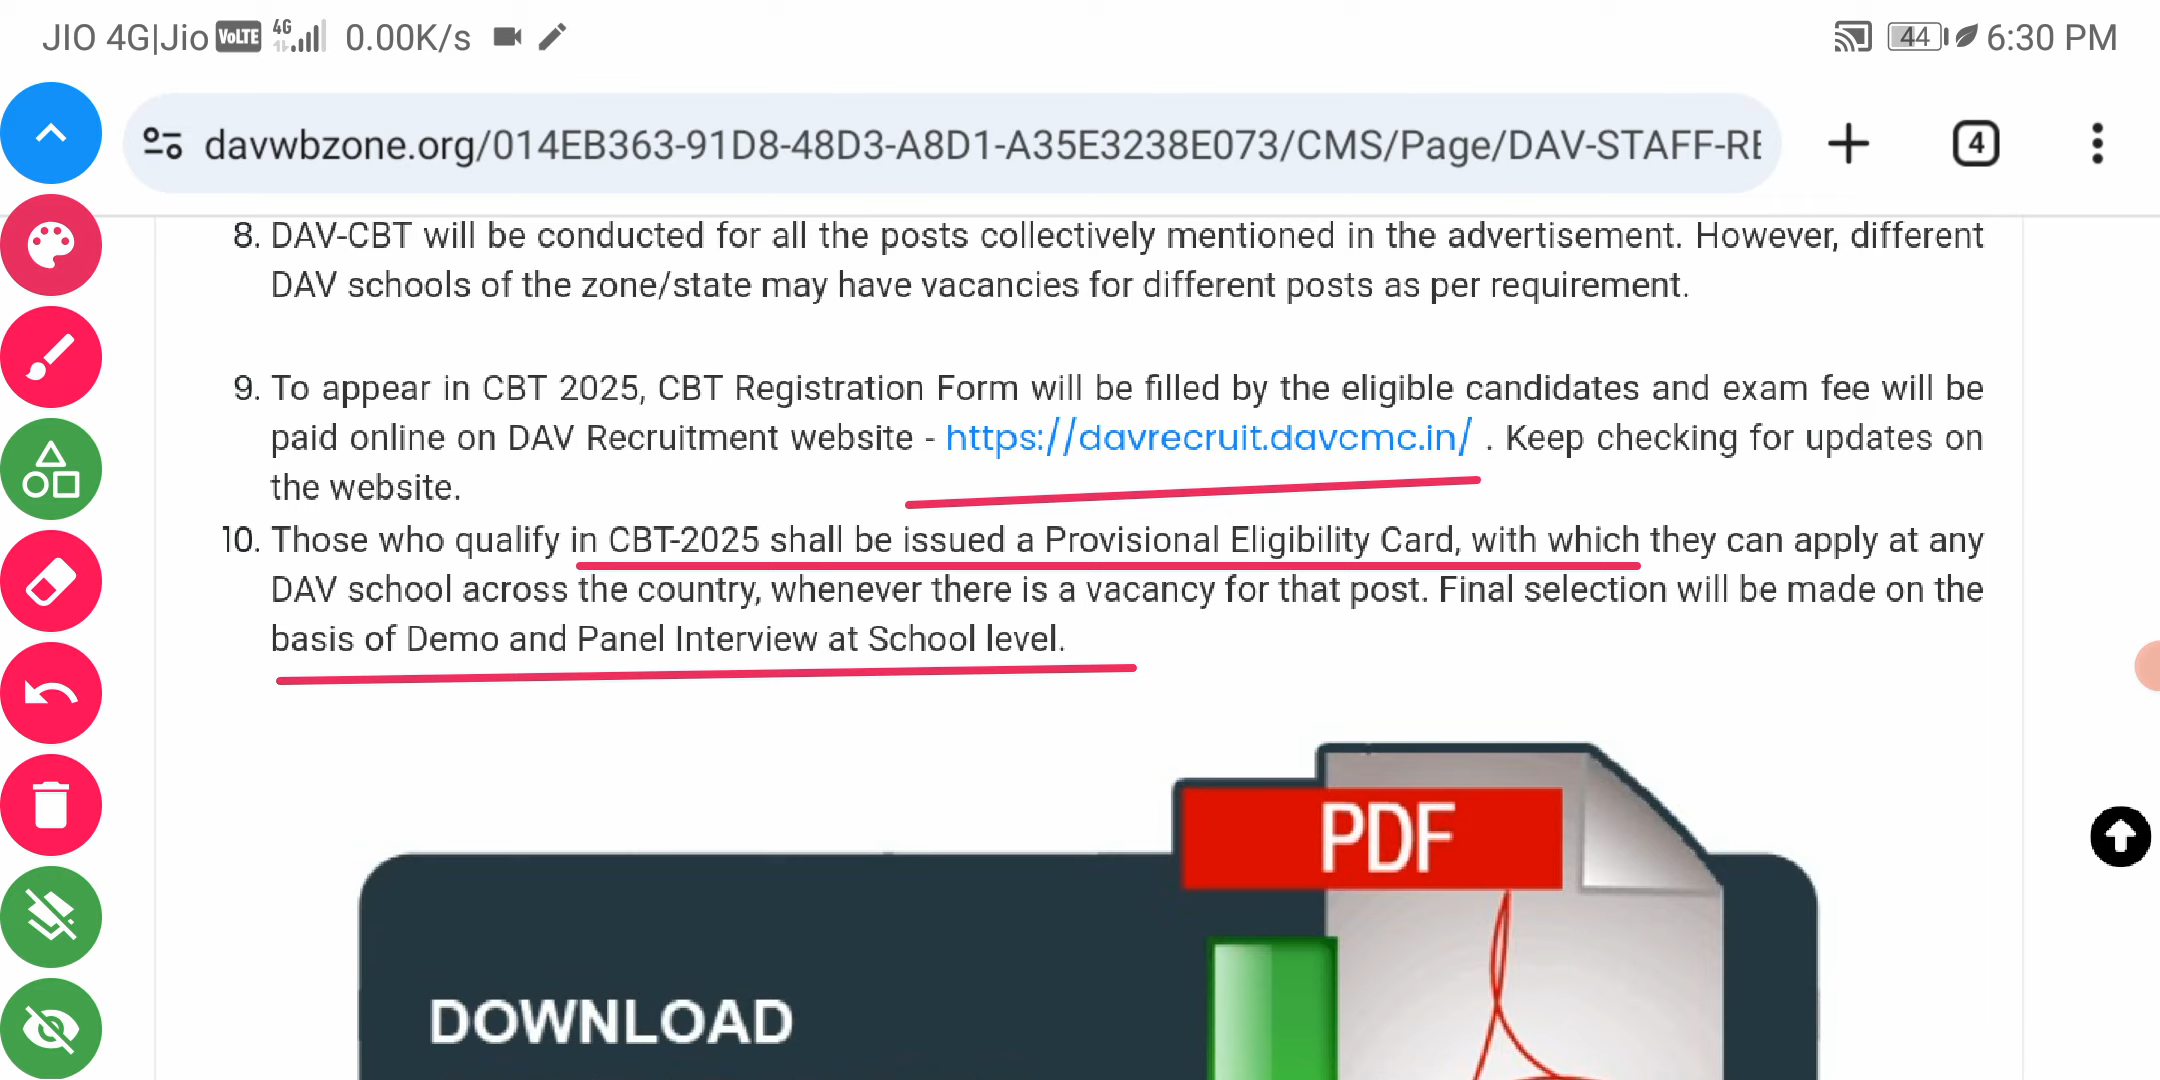 JIO 4G|Jio VoLTE 4G 0.00K/s 44 6:30 PM
davwbzone.org/014EB363-91D8-48D3-A8D1-A35E3238E073/CMS/Page/DAV-STAFF-RE 4
8. DAV-CBT will be conducted for all the posts collectively mentioned in the advertisement. However, different
DAV schools of the zone/state may have vacancies for different posts as per requirement.
9. To appear in CBT 2025, CBT Registration Form will be filled by the eligible candidates and exam fee will be
paid online on DAV Recruitment website - https://davrecruit.davcmc.in/ . Keep checking for updates on
the website.
10. Those who qualify in CBT-2025 shall be issued a Provisional Eligibility Card, with which they can apply at any
DAV school across the country, whenever there is a vacancy for that post. Final selection will be made on the
basis of Demo and Panel Interview at School level.
PDF
DOWNLOAD